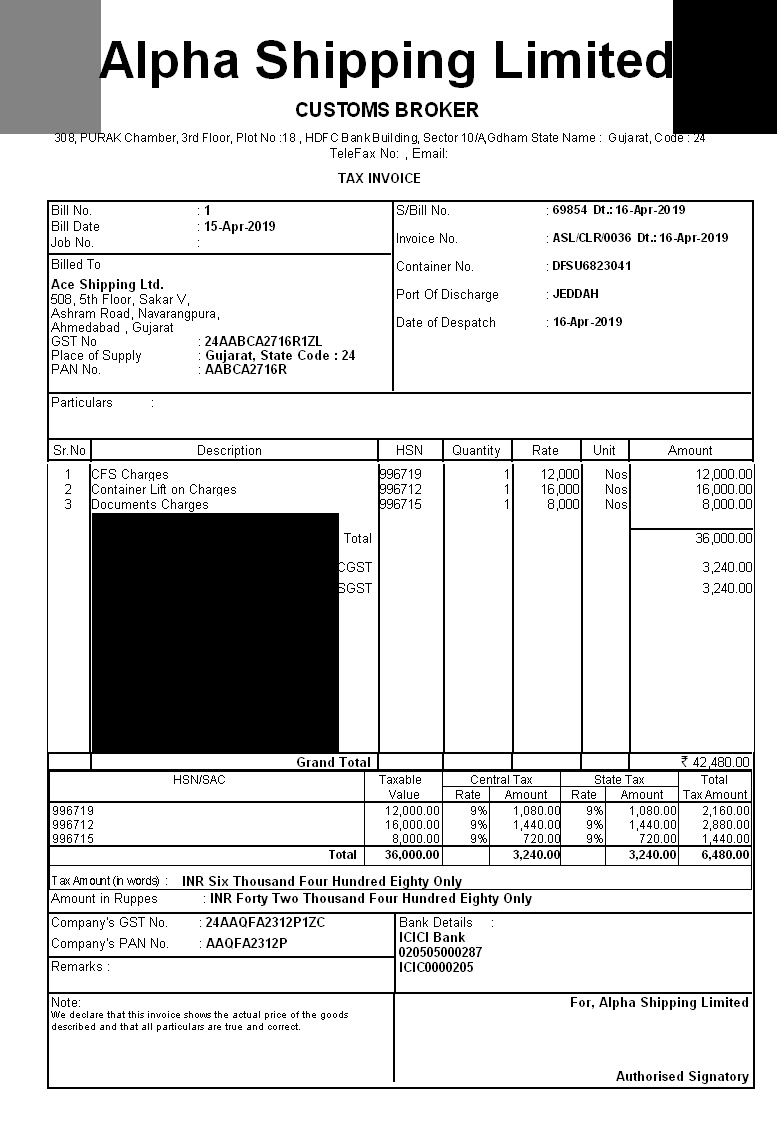 Alpha Shipping Limited
CUSTOMS BROKER
308, PURAK Chamber, 3rd Floor, Plot No :18 , HDFC Bank Building, Sector 10/A,Gdham State Name : Gujarat, Code : 24
TeleFax No: , Email:
TAX INVOICE
Bill No. : 1
Bill Date : 15-Apr-2019
Job No. :
S/Bill No. : 69854 Dt.: 16-Apr-2019
Invoice No. : ASL/CLR/0036 Dt.: 16-Apr-2019
Container No. : DFSU6823041
Port Of Discharge : JEDDAH
Date of Despatch : 16-Apr-2019
Billed To
Ace Shipping Ltd.
508, 5th Floor, Sakar V,
Ashram Road, Navarangpura,
Ahmedabad , Gujarat
GST No : 24AABCA2716R1ZL
Place of Supply : Gujarat, State Code : 24
PAN No. : AABCA2716R
Particulars :
Sr.No Description HSN Quantity Rate Unit Amount
1 CFS Charges 996719 1 12,000 Nos 12,000.00
2 Container Lift on Charges 996712 1 16,000 Nos 16,000.00
3 Documents Charges 996715 1 8,000 Nos 8,000.00
Total 36,000.00
CGST 3,240.00
SGST 3,240.00
Grand Total ₹ 42,480.00
HSN/SAC Taxable Central Tax State Tax Total
Value Rate Amount Rate Amount Tax Amount
996719 12,000.00 9% 1,080.00 9% 1,080.00 2,160.00
996712 16,000.00 9% 1,440.00 9% 1,440.00 2,880.00
996715 8,000.00 9% 720.00 9% 720.00 1,440.00
Total 36,000.00 3,240.00 3,240.00 6,480.00
Tax Amount (in words) : INR Six Thousand Four Hundred Eighty Only
Amount in Ruppes : INR Forty Two Thousand Four Hundred Eighty Only
Company's GST No. : 24AAQFA2312P1ZC
Company's PAN No. : AAQFA2312P
Remarks :
Bank Details :
ICICI Bank
020505000287
ICIC0000205
Note:
We declare that this invoice shows the actual price of the goods
described and that all particulars are true and correct.
For, Alpha Shipping Limited
Authorised Signatory